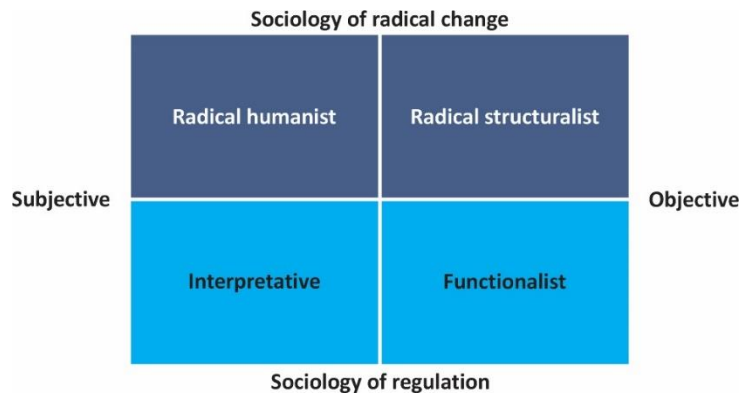 Sociology of radical change
Radical humanist
Radical structuralist
Subjective
Objective
Interpretative
Functionalist
Sociology of regulation